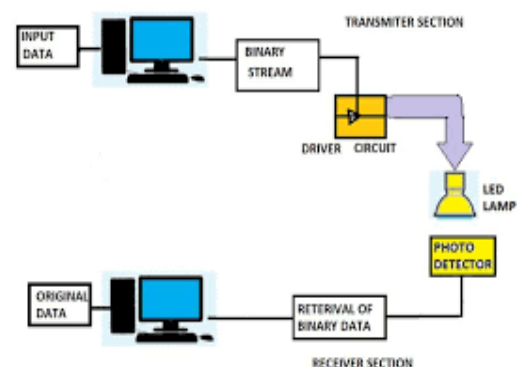 TRANSMITER SECTION
INPUT
DATA
BINARY
STREAM
DRIVER CIRCUIT
LED
LAMP
PHOTO
DETECTOR
ORIGINAL
DATA
RETERIVAL OF
BINARY DATA
RECEIVER SECTION